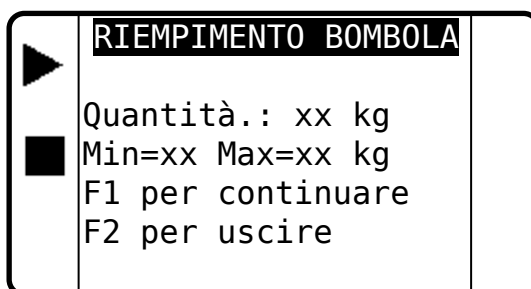 RIEMPIMENTO BOMBOLA
Quantità.: xx kg
Min=xx Max=xx kg
F1 per continuare
F2 per uscire